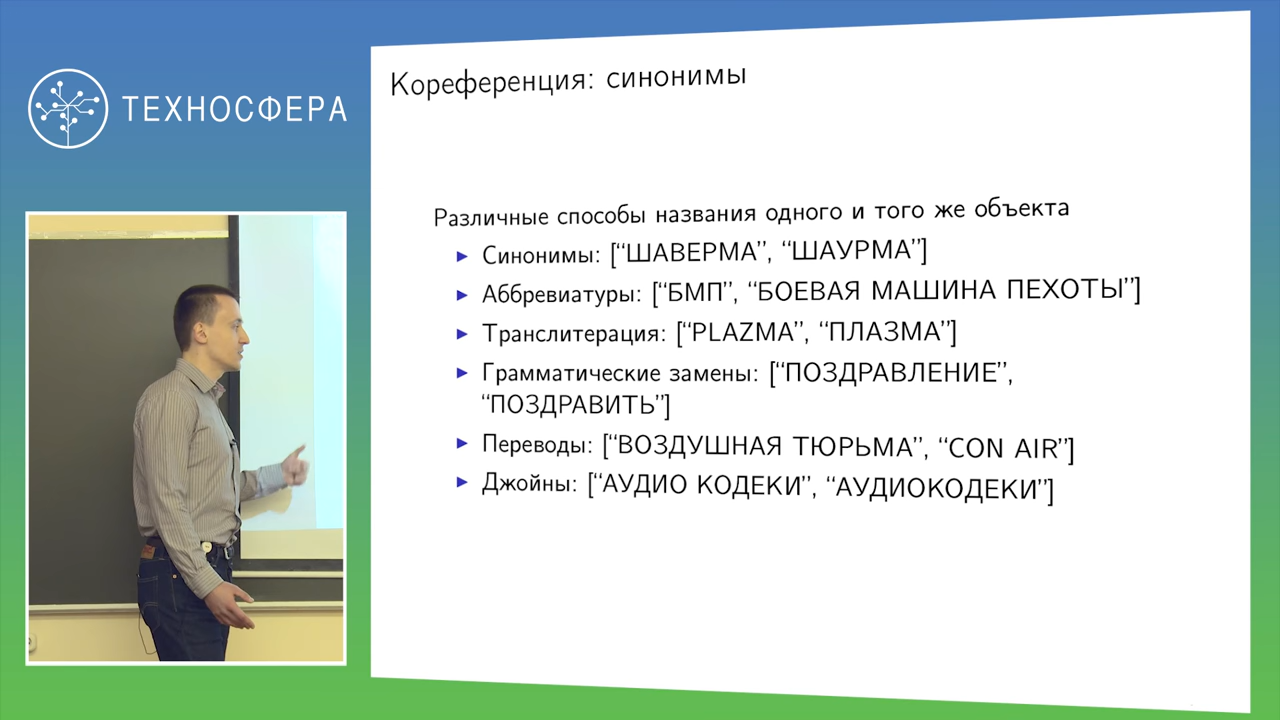 ТЕХНОСФЕРА
Кореференция: синонимы
Различные способы названия одного и того же объекта
Синонимы: [“ШАВЕРМА”, “ШАУРМА”]
Аббревиатуры: [“БМП”, “БОЕВАЯ МАШИНА ПЕХОТЫ”]
Транслитерация: [“PLAZMA”, “ПЛАЗМА”]
Грамматические замены: [“ПОЗДРАВЛЕНИЕ”,
“ПОЗДРАВИТЬ”]
Переводы: [“ВОЗДУШНАЯ ТЮРЬМА”, “CON AIR”]
Джойны: [“АУДИО КОДЕКИ”, “АУДИОКОДЕКИ”]